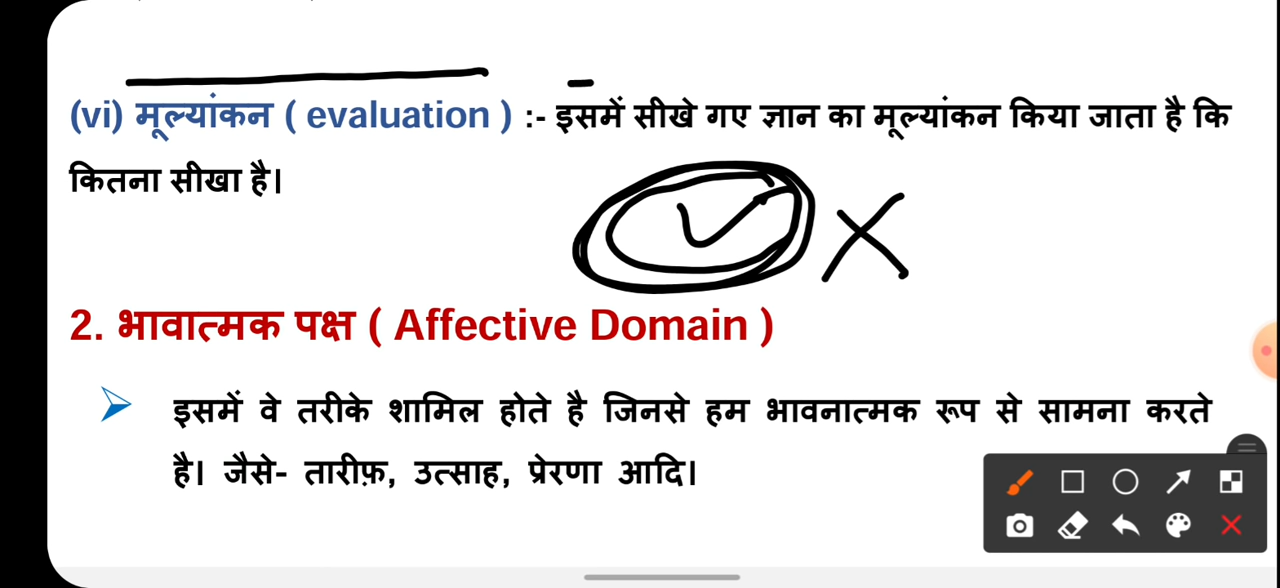 (vi) मूल्यांकन ( evaluation ) :- इसमें सीखे गए ज्ञान का मूल्यांकन किया जाता है कि
कितना सीखा है।
2. भावात्मक पक्ष ( Affective Domain )
इसमें वे तरीके शामिल होते है जिनसे हम भावनात्मक रूप से सामना करते
है। जैसे- तारीफ़, उत्साह, प्रेरणा आदि।